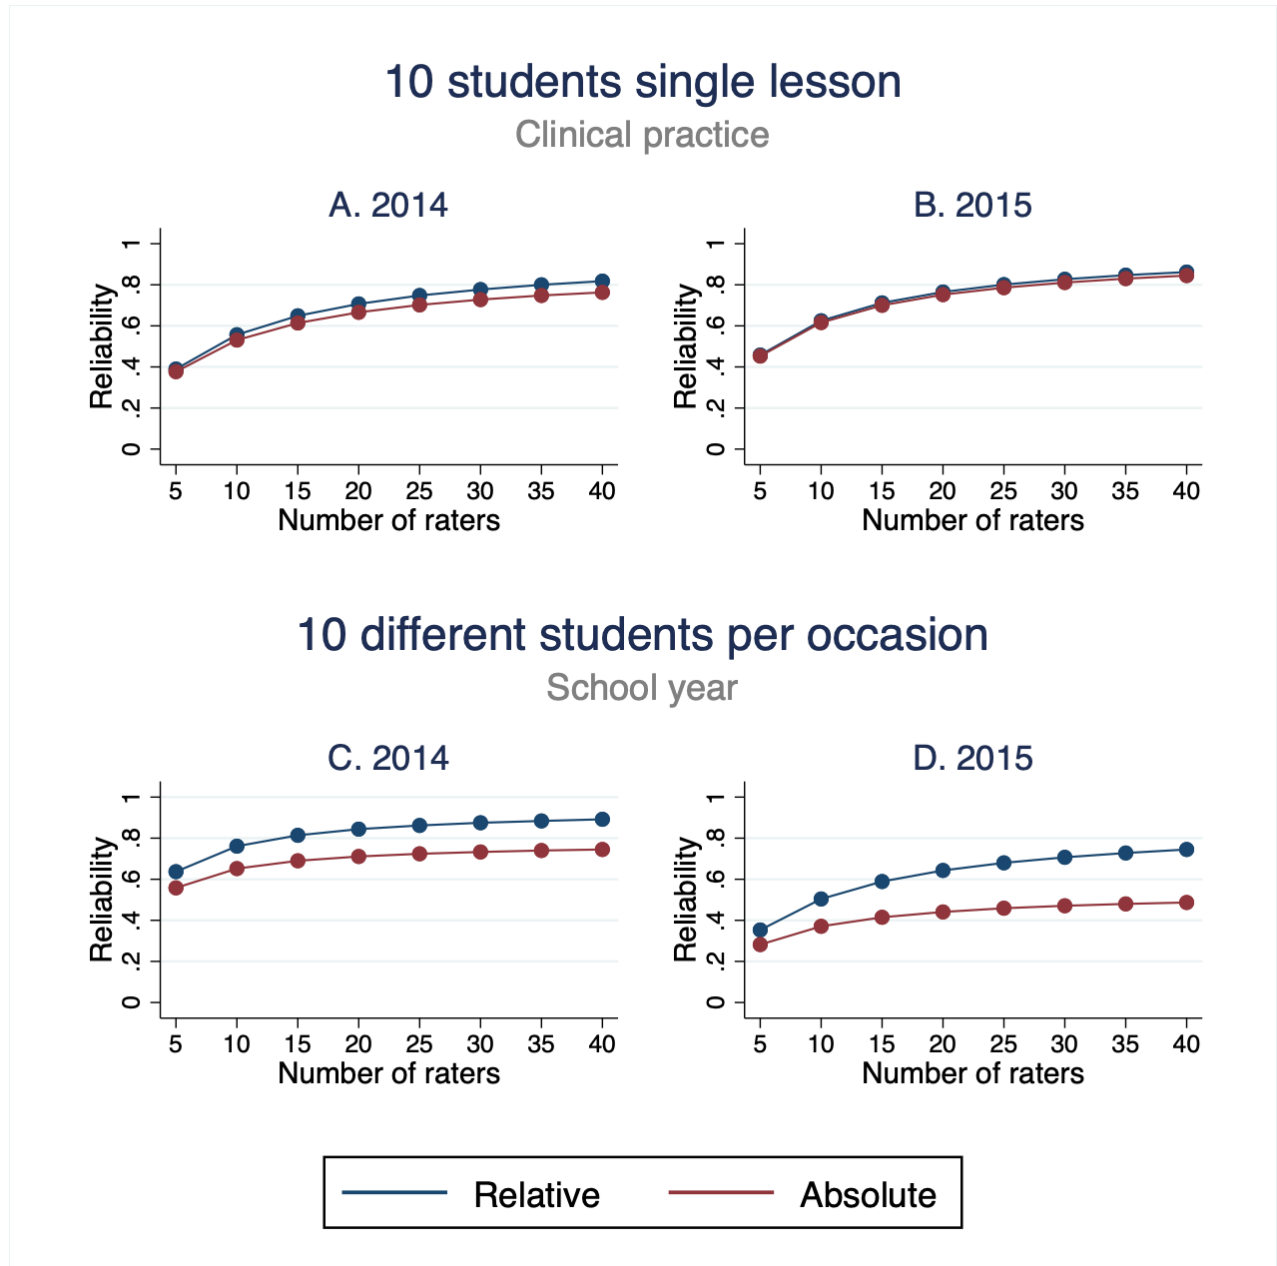 10 students single lesson
Clinical practice
A. 2014
Reliability
1
.8
.6
.4
.2
0
5 10 15 20 25 30 35 40
Number of raters
B. 2015
Reliability
1
.8
.6
.4
.2
0
5 10 15 20 25 30 35 40
Number of raters
10 different students per occasion
School year
C. 2014
Reliability
1
.8
.6
.4
.2
0
5 10 15 20 25 30 35 40
Number of raters
D. 2015
Reliability
1
.8
.6
.4
.2
0
5 10 15 20 25 30 35 40
Number of raters
Relative Absolute